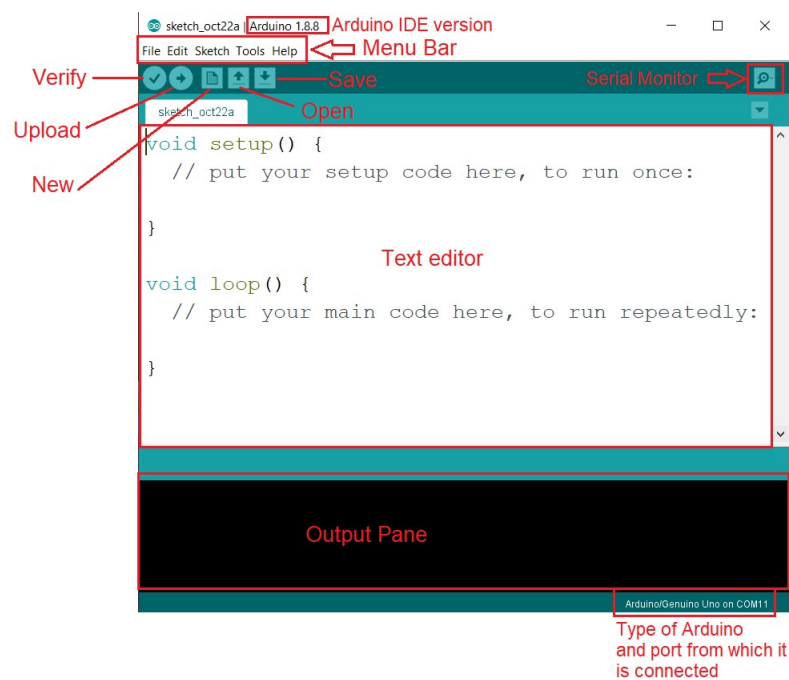 sketch_oct22a | Arduino 1.8.8 Arduino IDE version
File Edit Sketch Tools Help Menu Bar
Verify
Save
Serial Monitor
sketch_oct22a
Open
Upload
New
void setup() {
// put your setup code here, to run once:
}
Text editor
void loop() {
// put your main code here, to run repeatedly:
}
Output Pane
Arduino/Genuino Uno on COM11
Type of Arduino
and port from which it
is connected